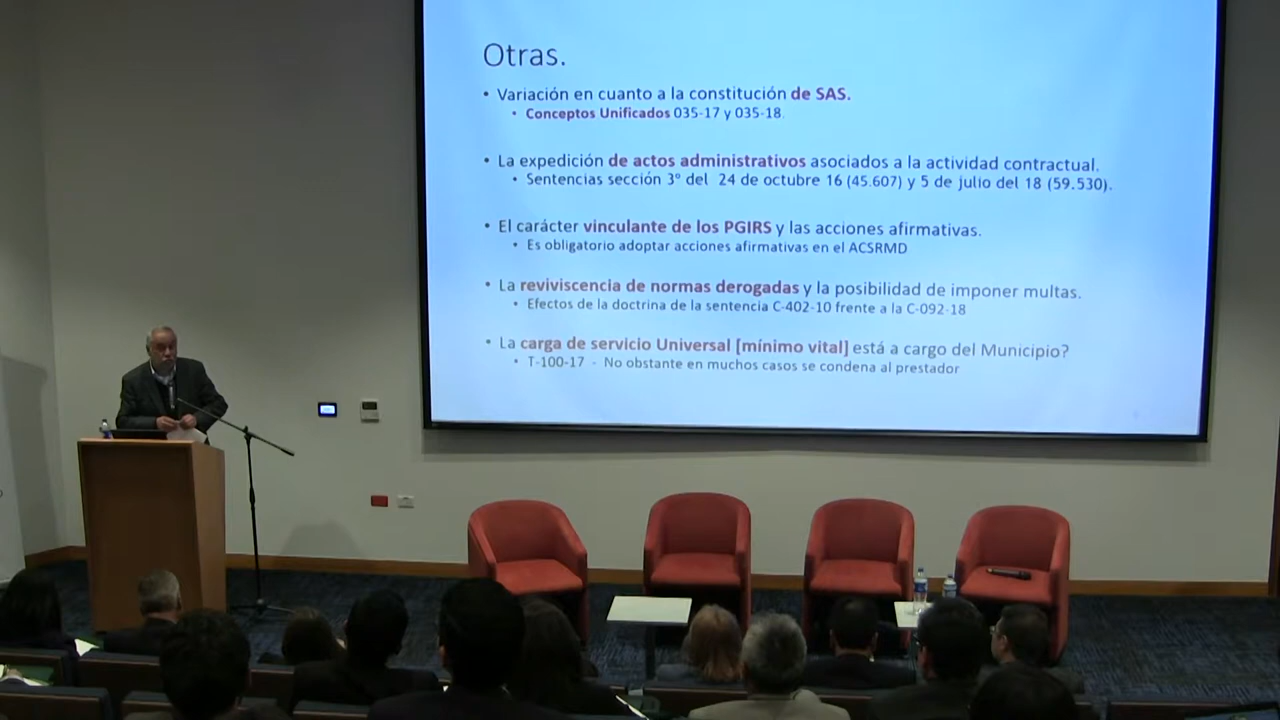 Otras.
• Variación en cuanto a la constitución de SAS.
• Conceptos Unificados 035-17 y 035-18.
• La expedición de actos administrativos asociados a la actividad contractual.
• Sentencias sección 3º del 24 de octubre 16 (45.607) y 5 de julio del 18 (59.530).
• El carácter vinculante de los PGIRS y las acciones afirmativas.
• Es obligatorio adoptar acciones afirmativas en el ACSRMD
• La reviviscencia de normas derogadas y la posibilidad de imponer multas.
• Efectos de la doctrina de la sentencia C-402-10 frente a la C-092-18
• La carga de servicio Universal [mínimo vital] está a cargo del Municipio?
• T-100-17 - No obstante en muchos casos se condena al prestador